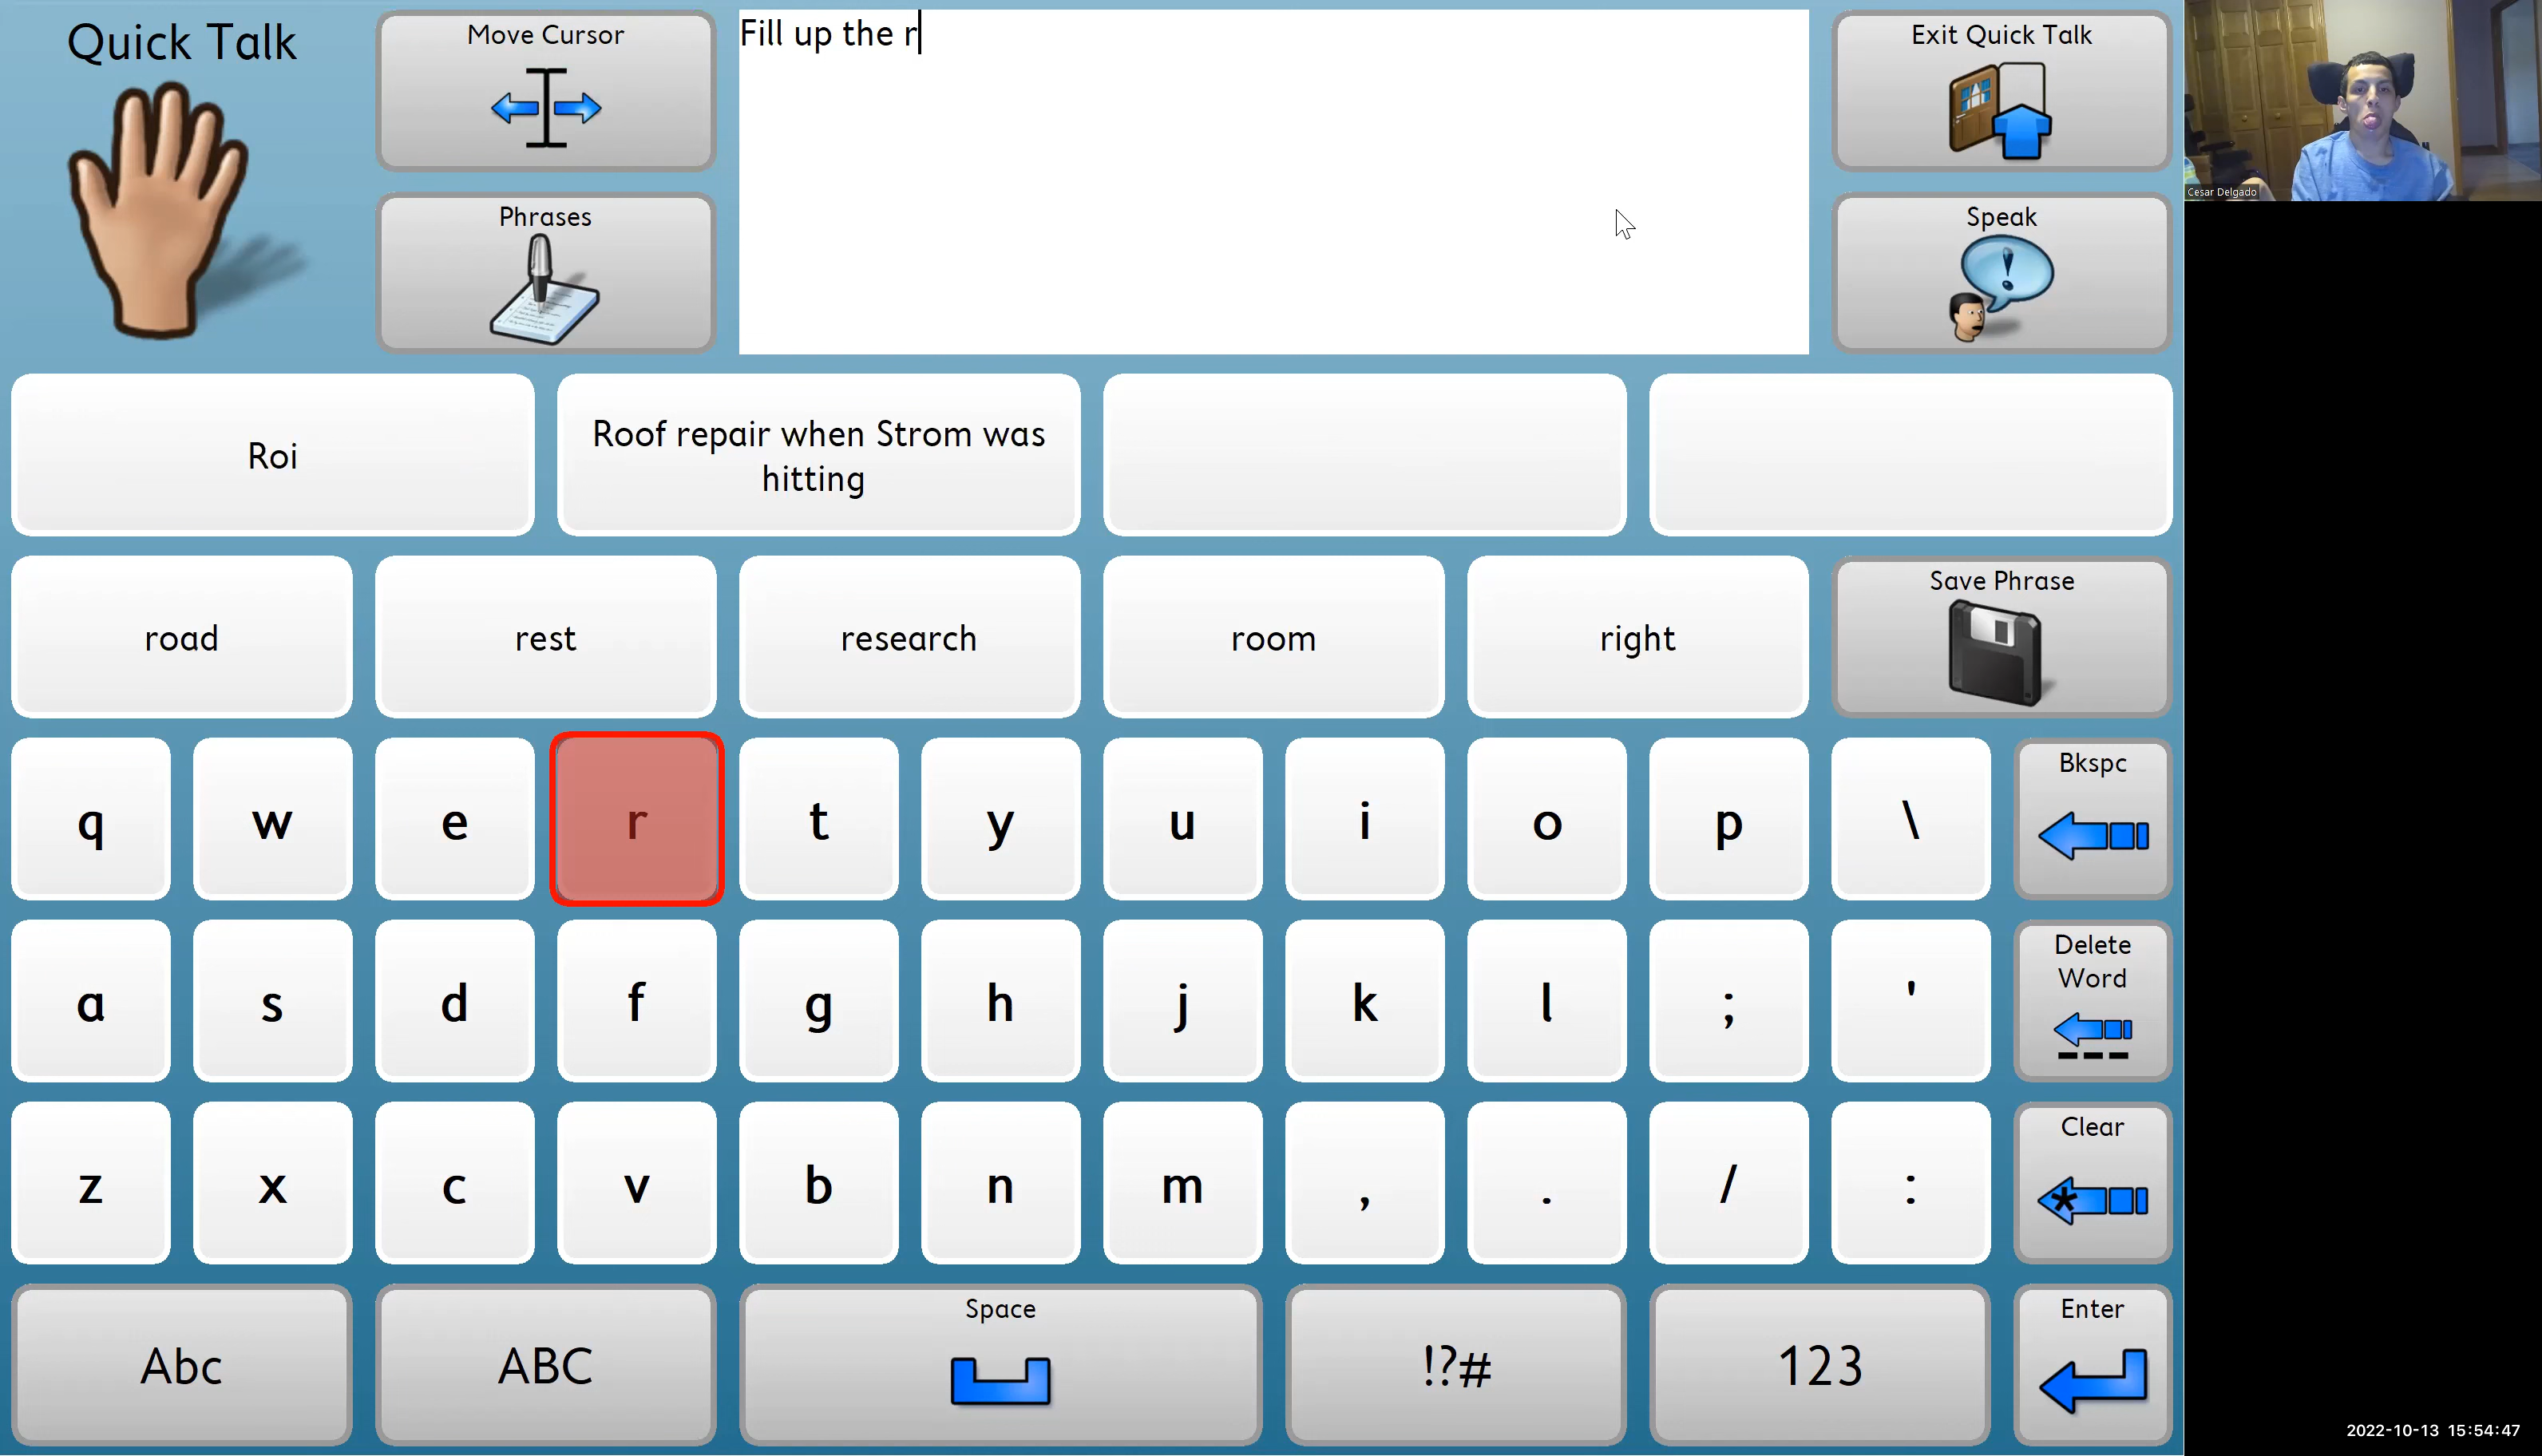 Quick Talk
Move Cursor
Fill up the r
Exit Quick Talk
Cesar Delgado
Phrases
Speak
Roi
Roof repair when Strom was
hitting
road
rest
research
room
right
Save Phrase
q w e r t y u i o p \
Bkspc
a s d f g h j k l ; '
Delete
Word
z x c v b n m , . / :
Clear
Abc
ABC
Space
!?#
123
Enter
2022-10-13 15:54:47